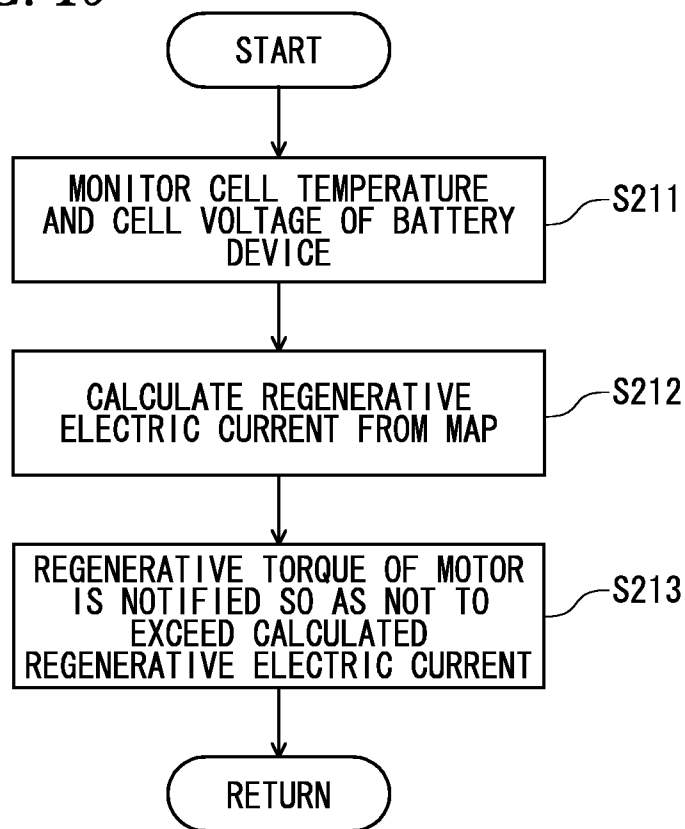 START
MONITOR CELL TEMPERATURE
AND CELL VOLTAGE OF BATTERY
DEVICE
S211
CALCULATE REGENERATIVE
ELECTRIC CURRENT FROM MAP
S212
REGENERATIVE TORQUE OF MOTOR
IS NOTIFIED SO AS NOT TO
EXCEED CALCULATED
REGENERATIVE ELECTRIC CURRENT
S213
RETURN